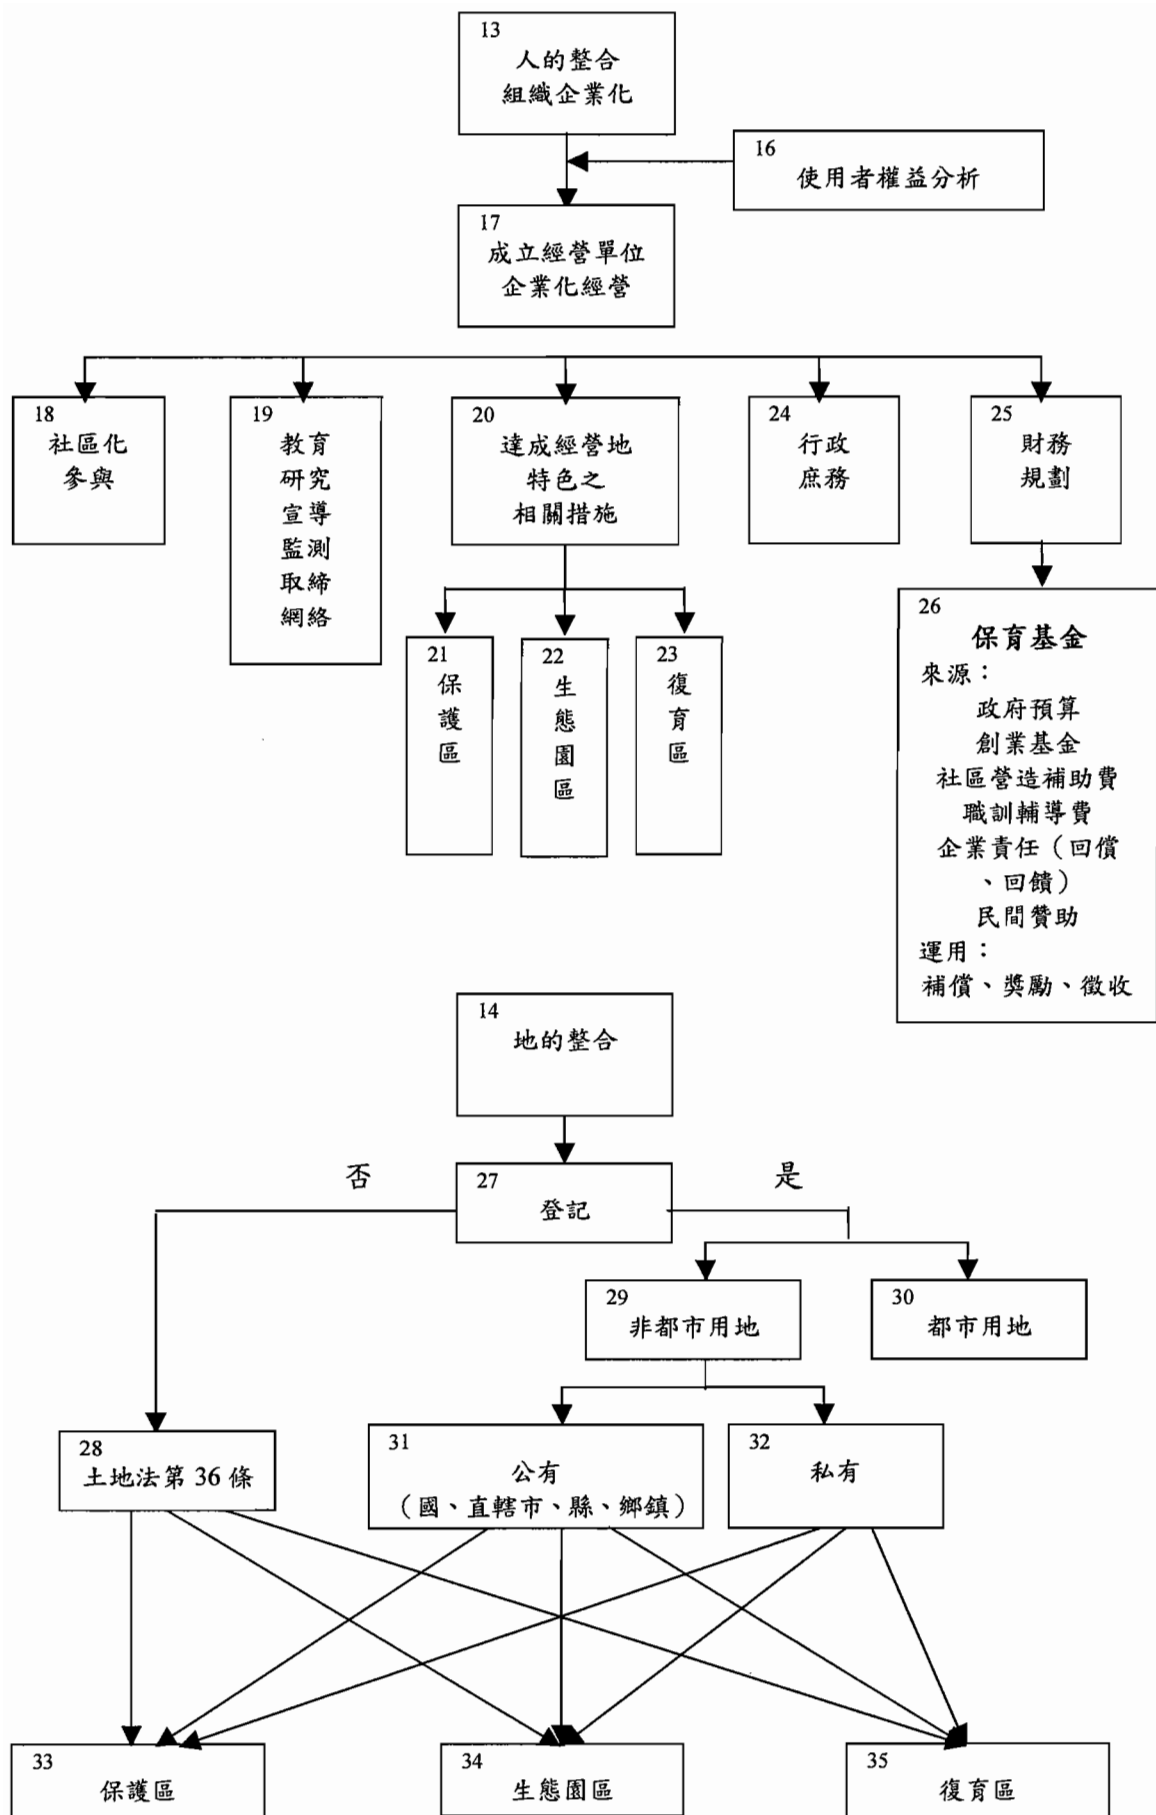 13
人的整合
組織企業化
16
使用者權益分析
17
成立經營單位
企業化經營
18
社區化
參與
19
教育
研究
宣導
監測
取締
網絡
20
達成經營地
特色之
相關措施
24
行政
庶務
25
財務
規劃
21
保護區
22
生態園區
23
復育區
26
保育基金
來源：
政府預算
創業基金
社區營造補助費
職訓輔導費
企業責任（回償
、回饋）
民間贊助
運用：
補償、獎勵、徵收
14
地的整合
否
是
27
登記
29
非都市用地
30
都市用地
28
土地法第 36 條
31
公有
（國、直轄市、縣、鄉鎮）
32
私有
33
保護區
34
生態園區
35
復育區